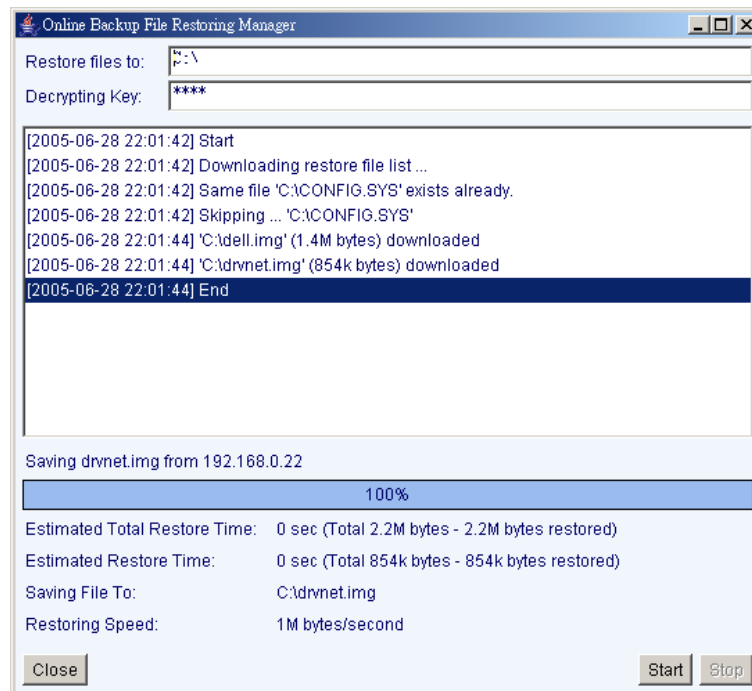 Online Backup File Restoring Manager
Restore files to: :\
Decrypting Key: ****
[2005-06-28 22:01:42] Start
[2005-06-28 22:01:42] Downloading restore file list ...
[2005-06-28 22:01:42] Same file 'C:\CONFIG.SYS' exists already.
[2005-06-28 22:01:42] Skipping ... 'C:\CONFIG.SYS'
[2005-06-28 22:01:44] 'C:\dell.img' (1.4M bytes) downloaded
[2005-06-28 22:01:44] 'C:\drvnet.img' (854k bytes) downloaded
[2005-06-28 22:01:44] End
Saving drvnet.img from 192.168.0.22
100%
Estimated Total Restore Time: 0 sec (Total 2.2M bytes - 2.2M bytes restored)
Estimated Restore Time: 0 sec (Total 854k bytes - 854k bytes restored)
Saving File To: C:\drvnet.img
Restoring Speed: 1M bytes/second
Close Start Stop